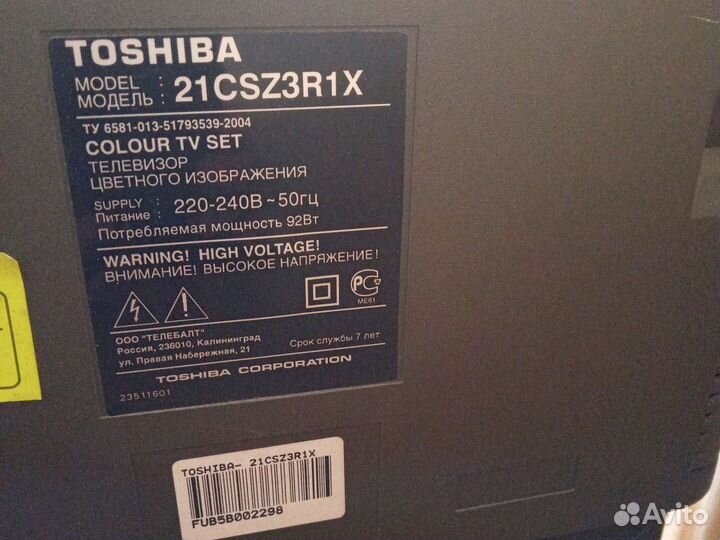 TOSHIBA
MODEL
МОДЕЛЬ : 21CSZ3R1X
ТУ 6581-013-51793539-2004
COLOUR TV SET
ТЕЛЕВИЗОР
ЦВЕТНОГО ИЗОБРАЖЕНИЯ
SUPPLY
Питание : 220-240В ~ 50гц
Потребляемая мощность 92Вт
WARNING! HIGH VOLTAGE!
ВНИМАНИЕ! ВЫСОКОЕ НАПРЯЖЕНИЕ!
РС
МЕ61
ООО "ТЕЛЕБАЛТ"
Россия, 236010, Калининград
ул. Правая Набережная, 21
Срок службы 7 лет
TOSHIBA CORPORATION
23511601
TOSHIBA- 21CSZ3R1X
FUB5B002298
Avito